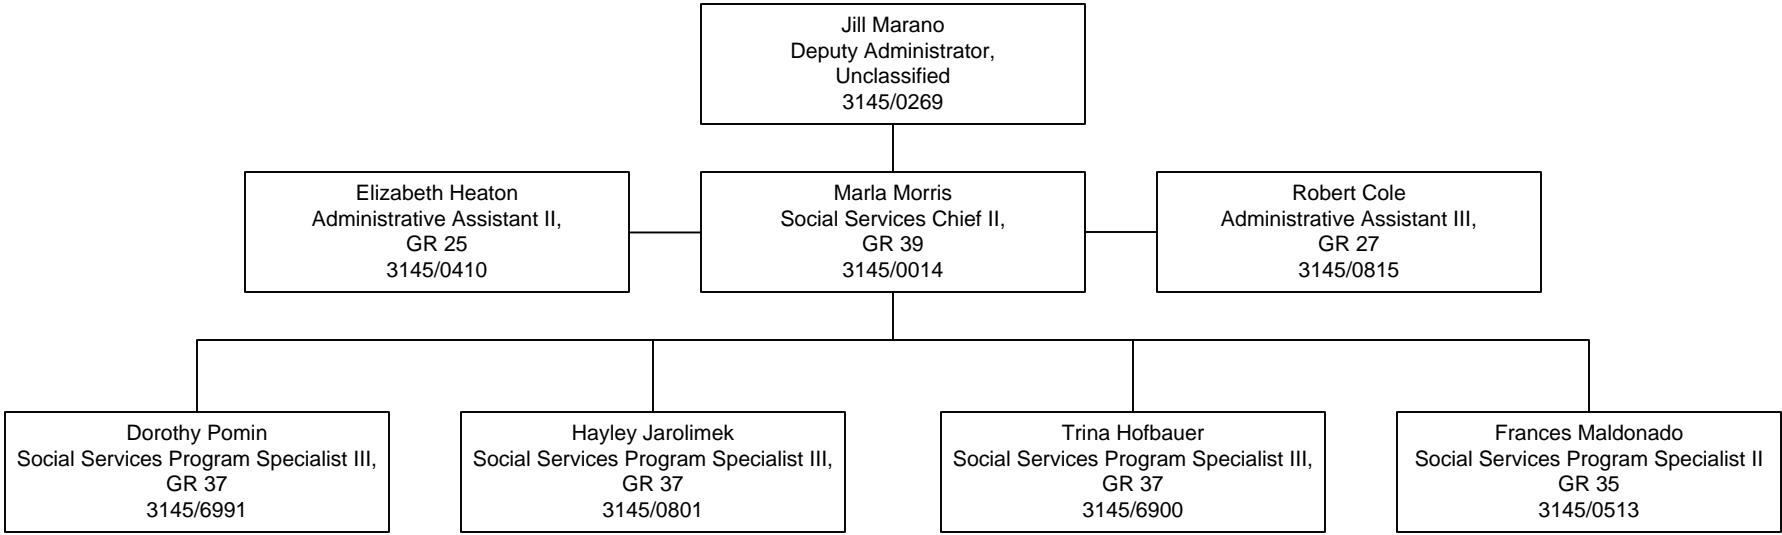 Jill Marano
Deputy Administrator,
Unclassified
3145/0269
Elizabeth Heaton
Administrative Assistant II,
GR 25
3145/0410
Marla Morris
Social Services Chief II,
GR 39
3145/0014
Robert Cole
Administrative Assistant III,
GR 27
3145/0815
Dorothy Pomin
Social Services Program Specialist III,
GR 37
3145/6991
Hayley Jarolimek
Social Services Program Specialist III,
GR 37
3145/0801
Trina Hofbauer
Social Services Program Specialist III,
GR 37
3145/6900
Frances Maldonado
Social Services Program Specialist II
GR 35
3145/0513